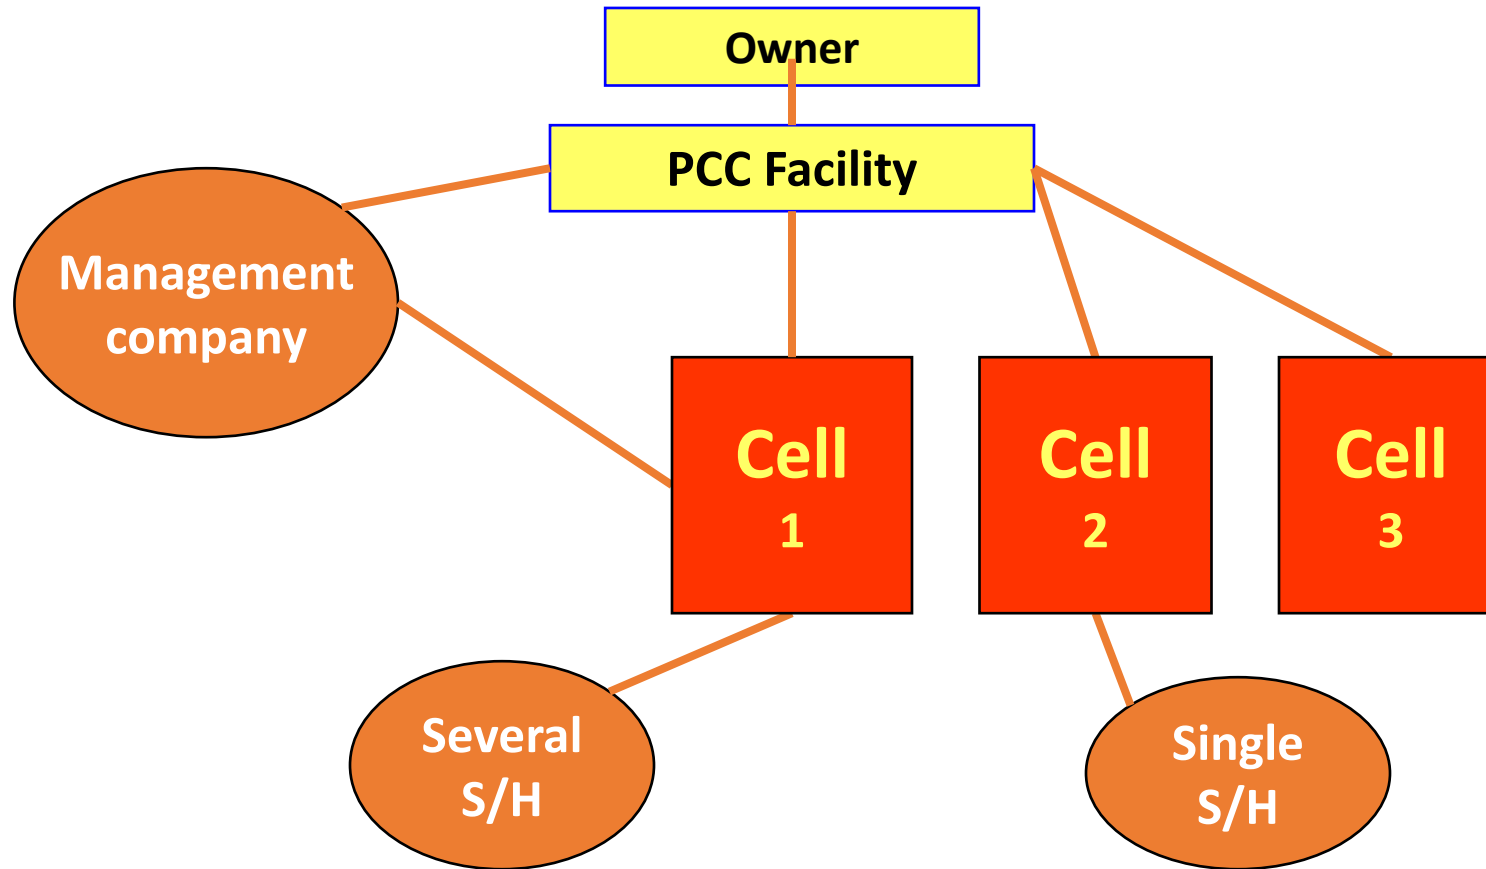 Owner
PCC Facility
Management
company
Cell
1
Cell
2
Cell
3
Several
S/H
Single
S/H